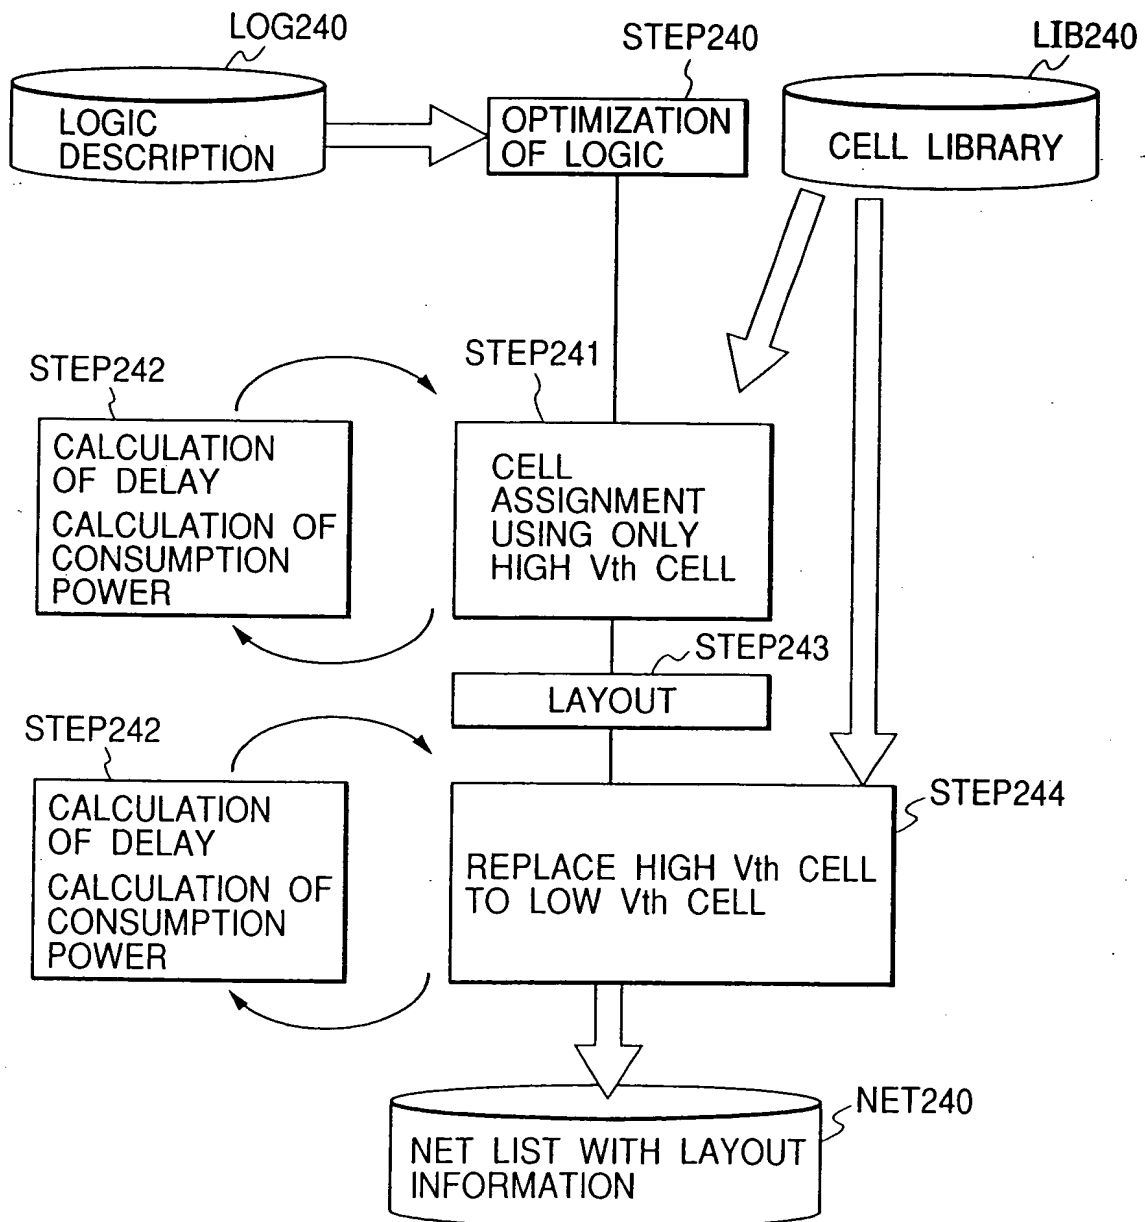 LOG240
STEP240
LIB240
LOGIC
DESCRIPTION
OPTIMIZATION
OF LOGIC
CELL LIBRARY
STEP242
STEP241
CALCULATION
OF DELAY
CALCULATION OF
CONSUMPTION
POWER
CELL
ASSIGNMENT
USING ONLY
HIGH Vth CELL
STEP243
LAYOUT
STEP242
CALCULATION
OF DELAY
CALCULATION OF
CONSUMPTION
POWER
STEP244
REPLACE HIGH Vth CELL
TO LOW Vth CELL
NET240
NET LIST WITH LAYOUT
INFORMATION